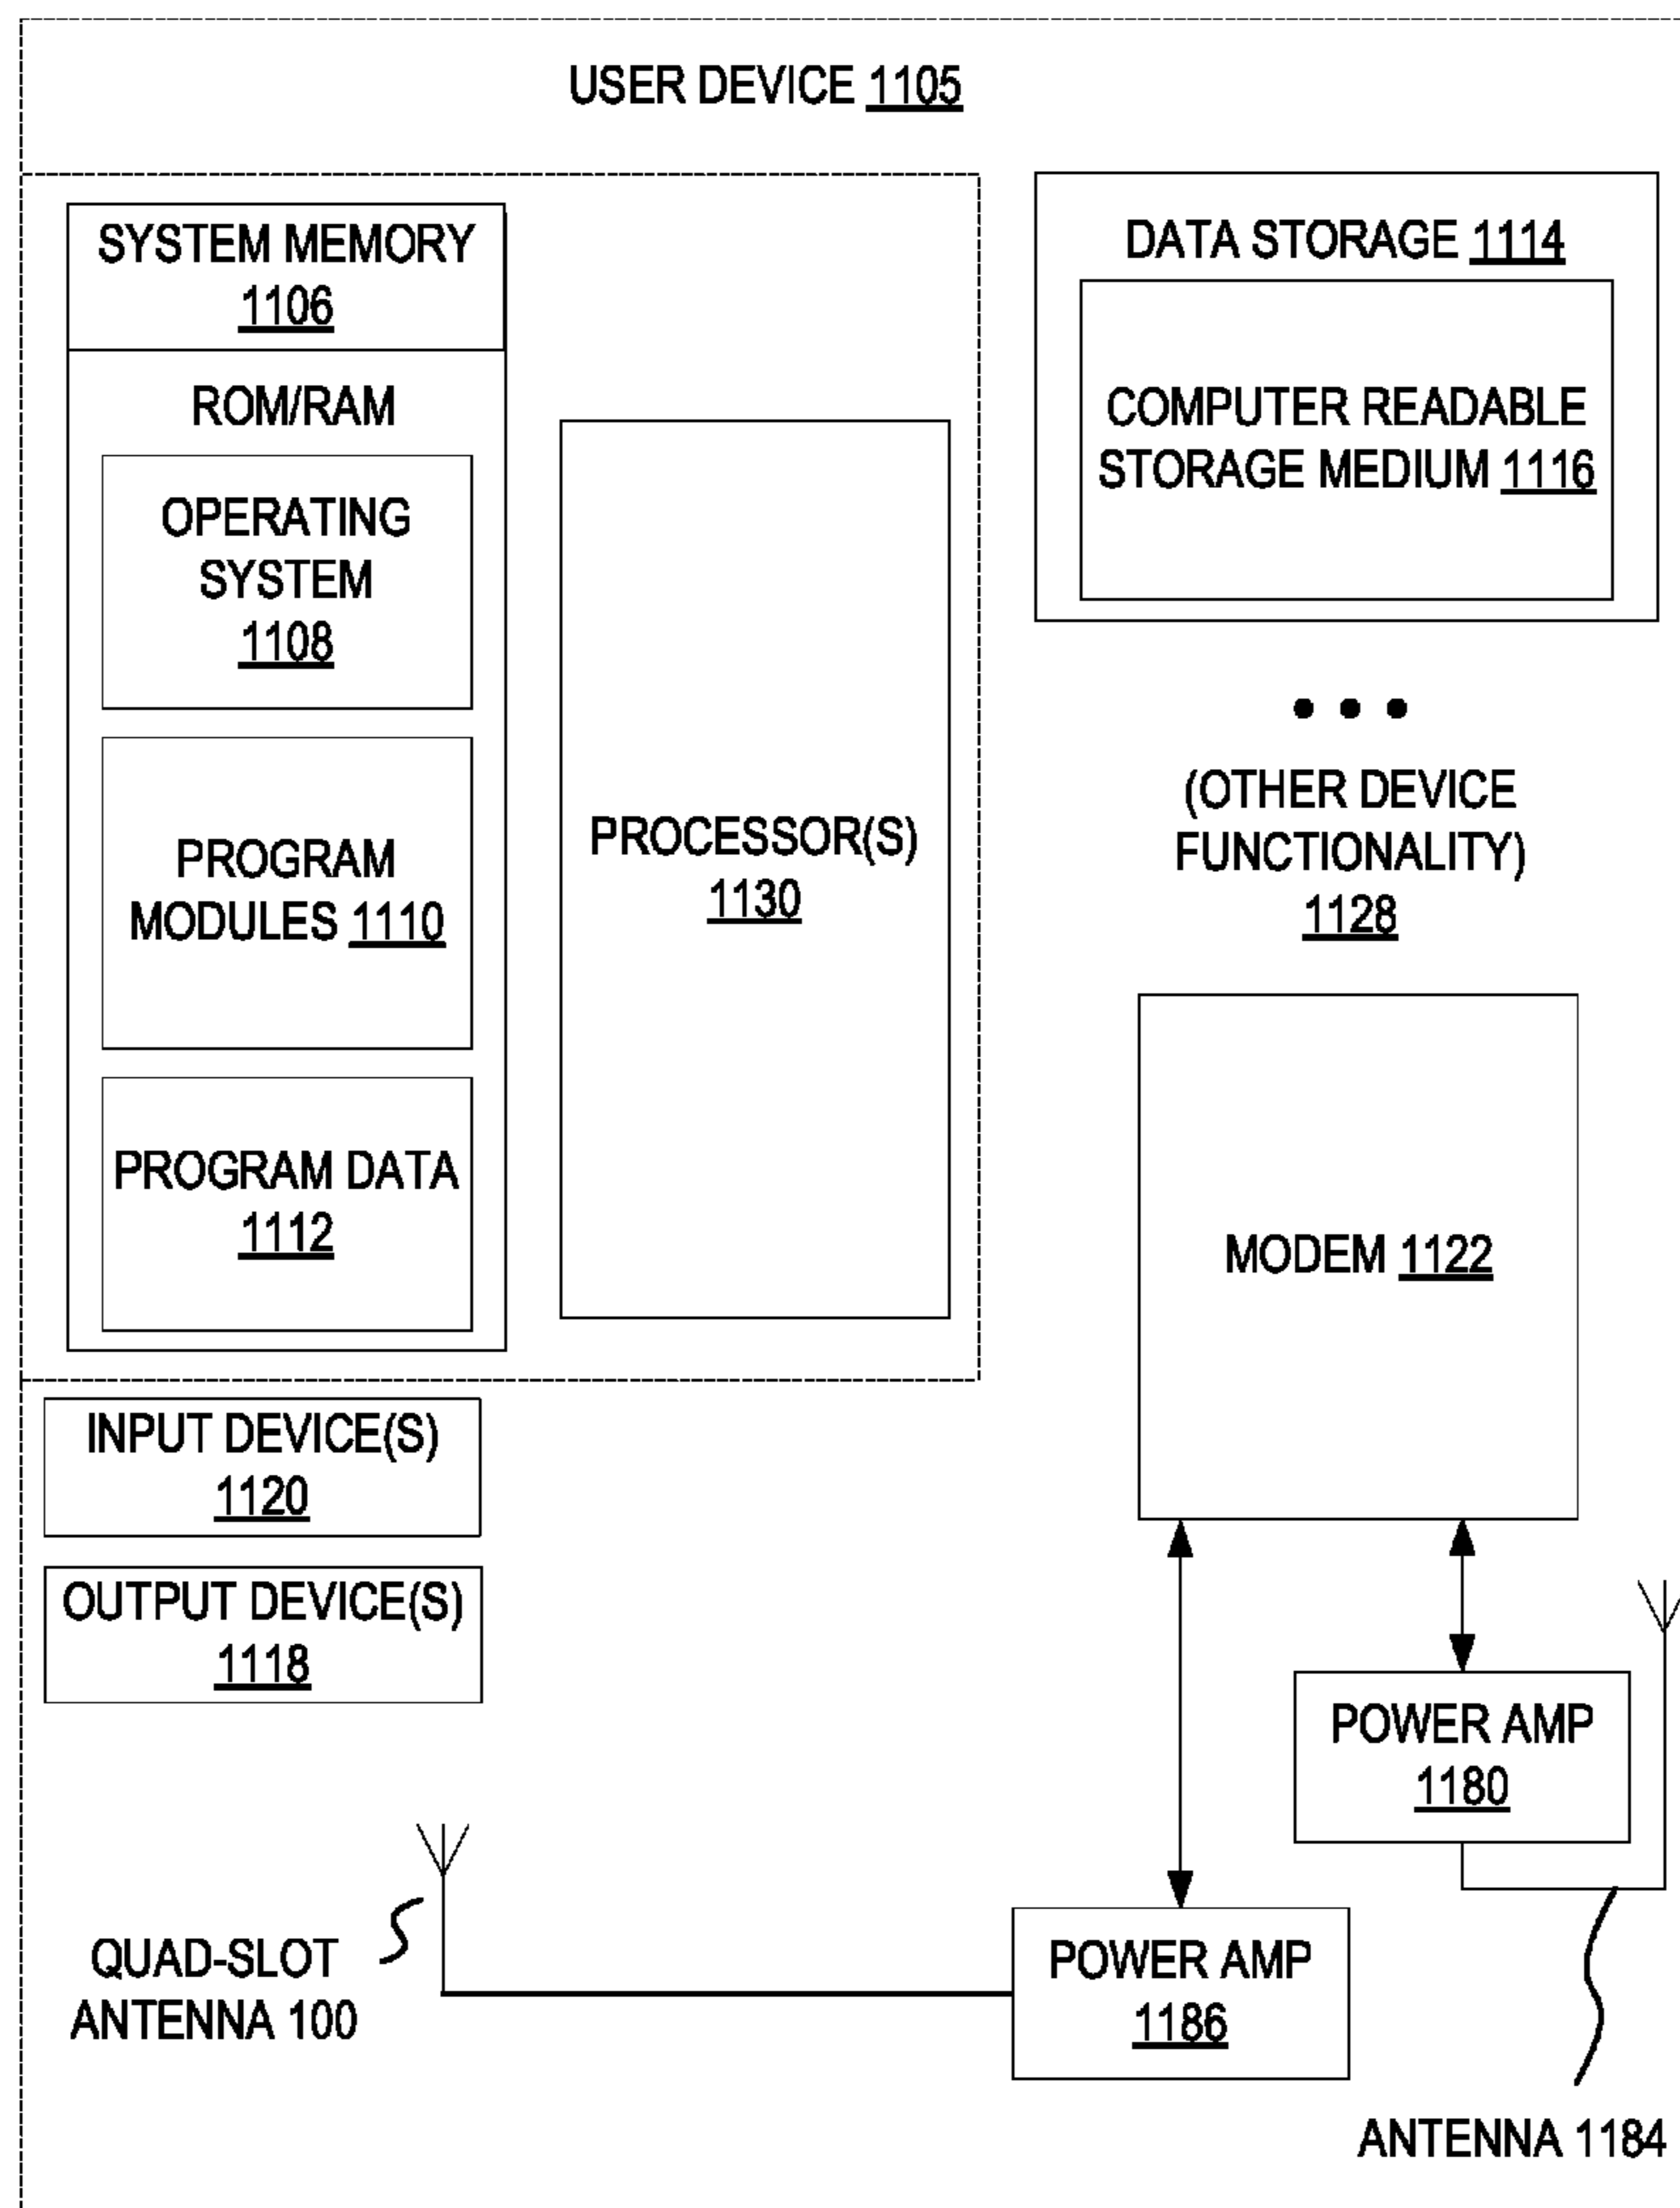 USER DEVICE 1105
SYSTEM MEMORY
1106
ROM/RAM
OPERATING
SYSTEM
1108
PROGRAM
MODULES 1110
PROGRAM DATA
1112
PROCESSOR(S)
1130
DATA STORAGE 1114
COMPUTER READABLE
STORAGE MEDIUM 1116
(OTHER DEVICE
FUNCTIONALITY)
1128
MODEM 1122
INPUT DEVICE(S)
1120
OUTPUT DEVICE(S)
1118
POWER AMP
1180
QUAD-SLOT
ANTENNA 100
POWER AMP
1186
ANTENNA 1184